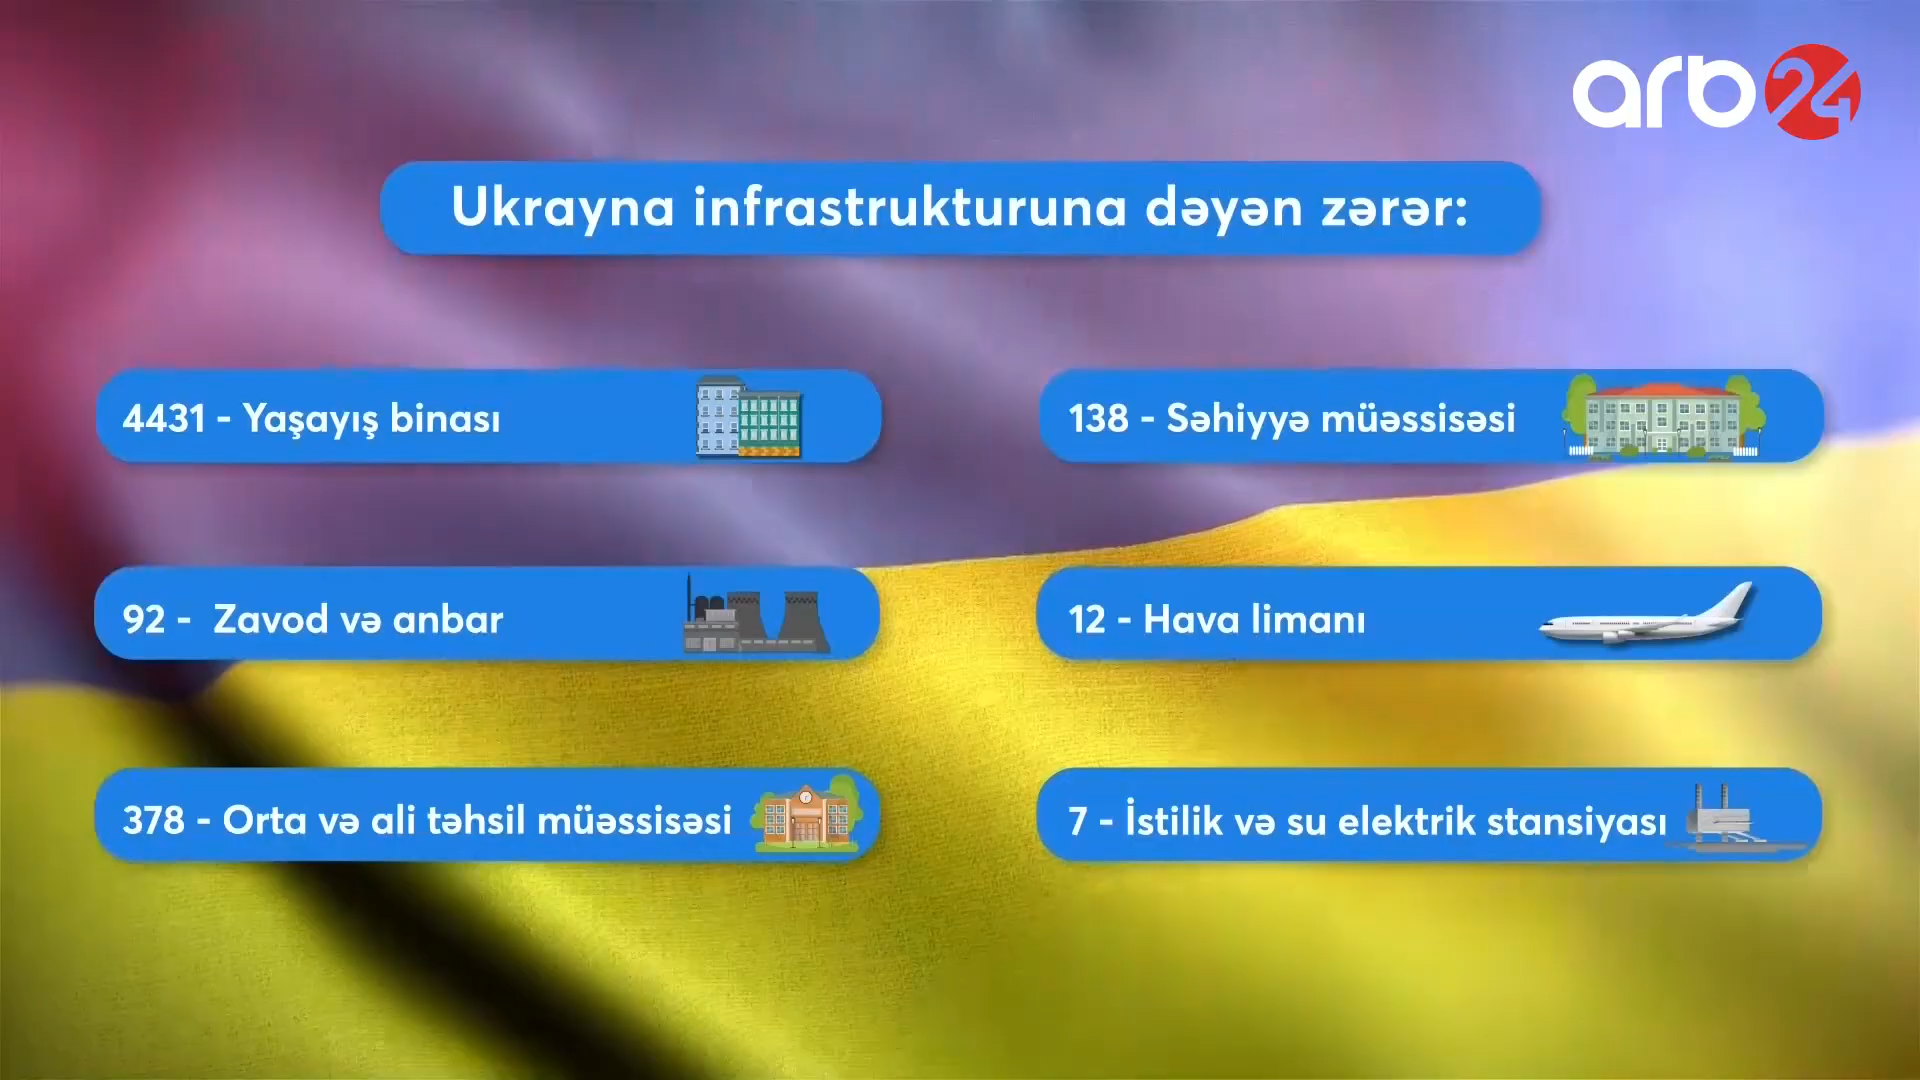 arb24
Ukrayna infrastrukturuna dəyən zərər:
4431 - Yaşayış binası
138 - Səhiyyə müəssisəsi
92 - Zavod və anbar
12 - Hava limanı
378 - Orta və ali təhsil müəssisəsi
7 - İstilik və su elektrik stansiyası